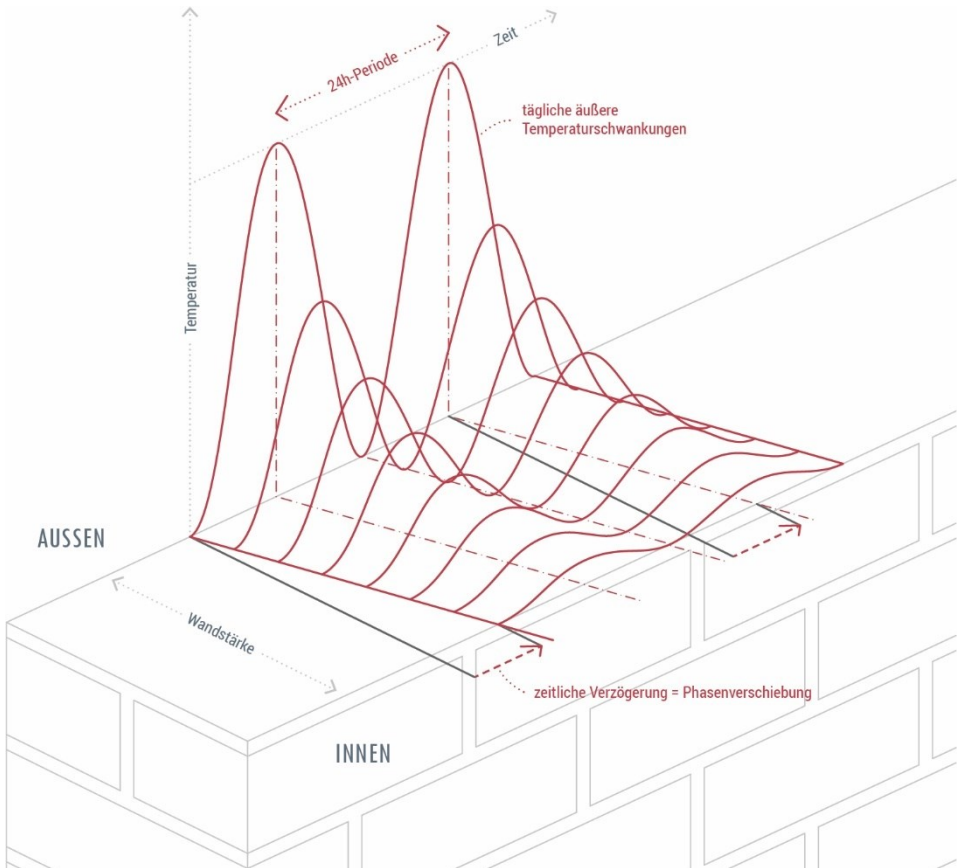 24h-Periode
Zeit
tägliche äußere
Temperaturschwankungen
Temperatur
AUSSEN
Wandstärke
zeitliche Verzögerung = Phasenverschiebung
INNEN